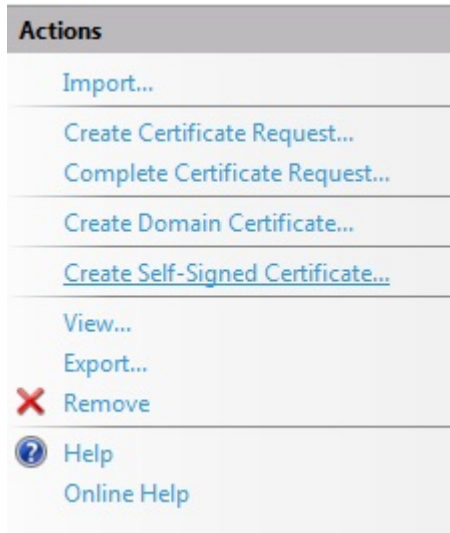 Actions
Import...
Create Certificate Request...
Complete Certificate Request...
Create Domain Certificate...
Create Self-Signed Certificate...
View...
Export...
Remove
Help
Online Help